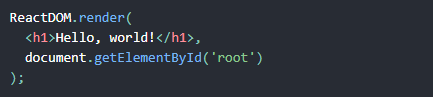 ReactDOM.render(
  <h1>Hello, world!</h1>,
  document.getElementById('root')
);